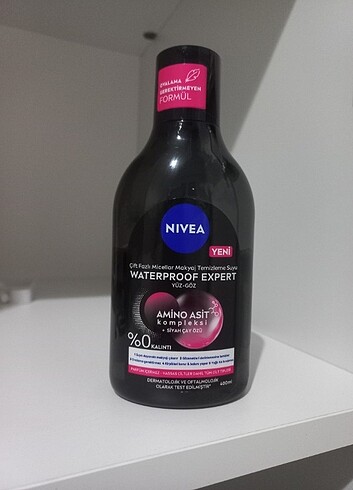 DURULAMA
GEREKTİRMEYEN
FORMÜL
NIVEA
YENİ
Çift Fazlı Micellar Makyaj Temizleme Suyu
WATERPROOF EXPERT
YÜZ-GÖZ
AMİNO ASİT
kompleksi
+ SİYAH ÇAY ÖZÜ
%0 KALINTI
DERMATOLOJİK VE OFTALMOLOJİK
OLARAK TEST EDİLMİŞTİR
400ml